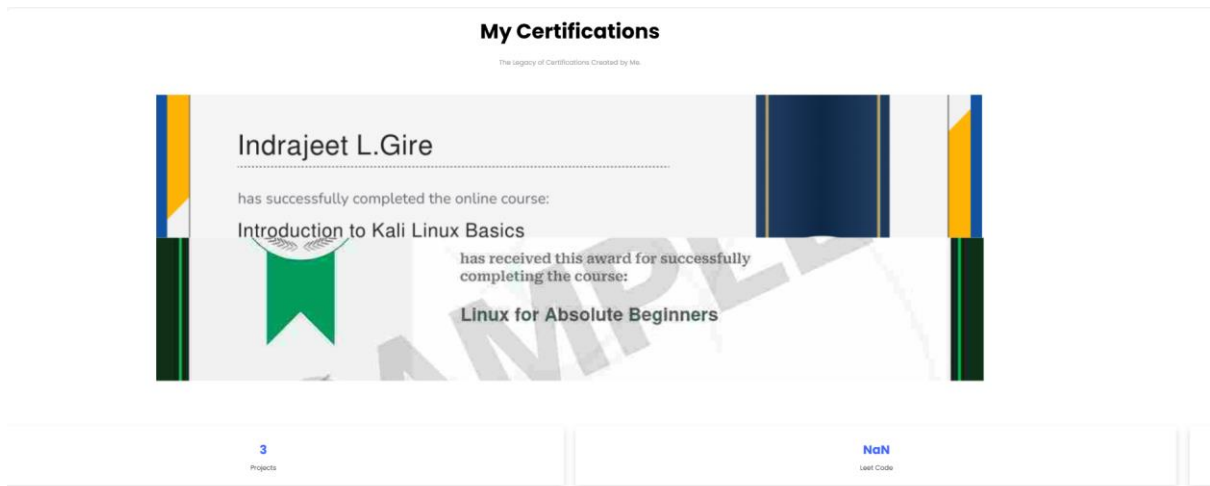 My Certifications
The Legacy of Certifications Created by Me.
Indrajeet L.Gire
has successfully completed the online course:
Introduction to Kali Linux Basics
has received this award for successfully
completing the course:
Linux for Absolute Beginners
AMPLE
3
Projects
NaN
Leet Code